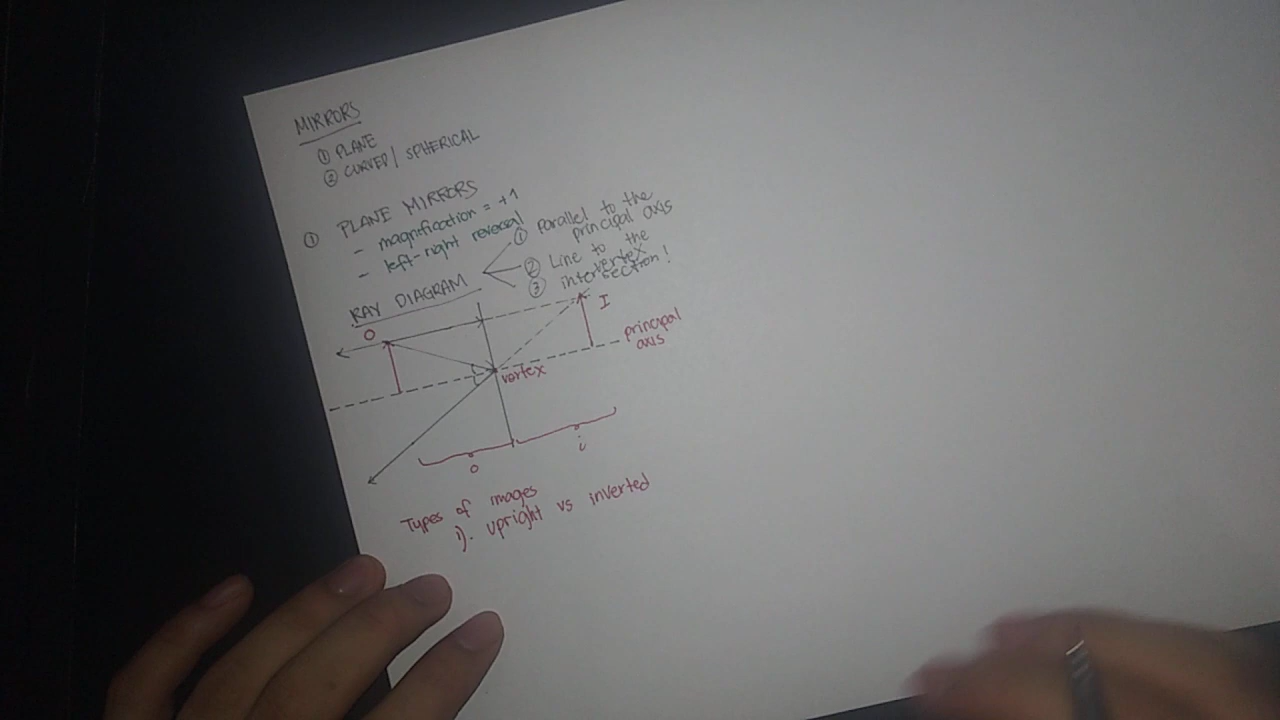 MIRRORS
① PLANE
② CURVED / SPHERICAL
① PLANE MIRRORS
- magnification = +1
- left-right reversal
RAY DIAGRAM
① Parallel to the
principal axis
② Line to the
vertex
③ intersection!
O
I
principal
axis
vertex
o
i
Types of images
1). upright vs inverted